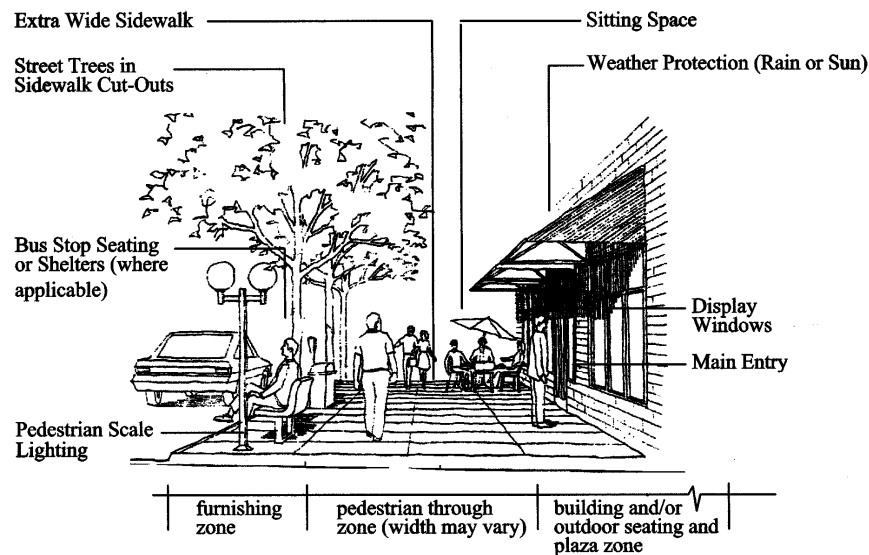 Extra Wide Sidewalk
Sitting Space
Street Trees in
Sidewalk Cut-Outs
Weather Protection (Rain or Sun)
Bus Stop Seating
or Shelters (where
applicable)
Display
Windows
Main Entry
Pedestrian Scale
Lighting
furnishing
zone
pedestrian through
zone (width may vary)
building and/or
outdoor seating and
plaza zone